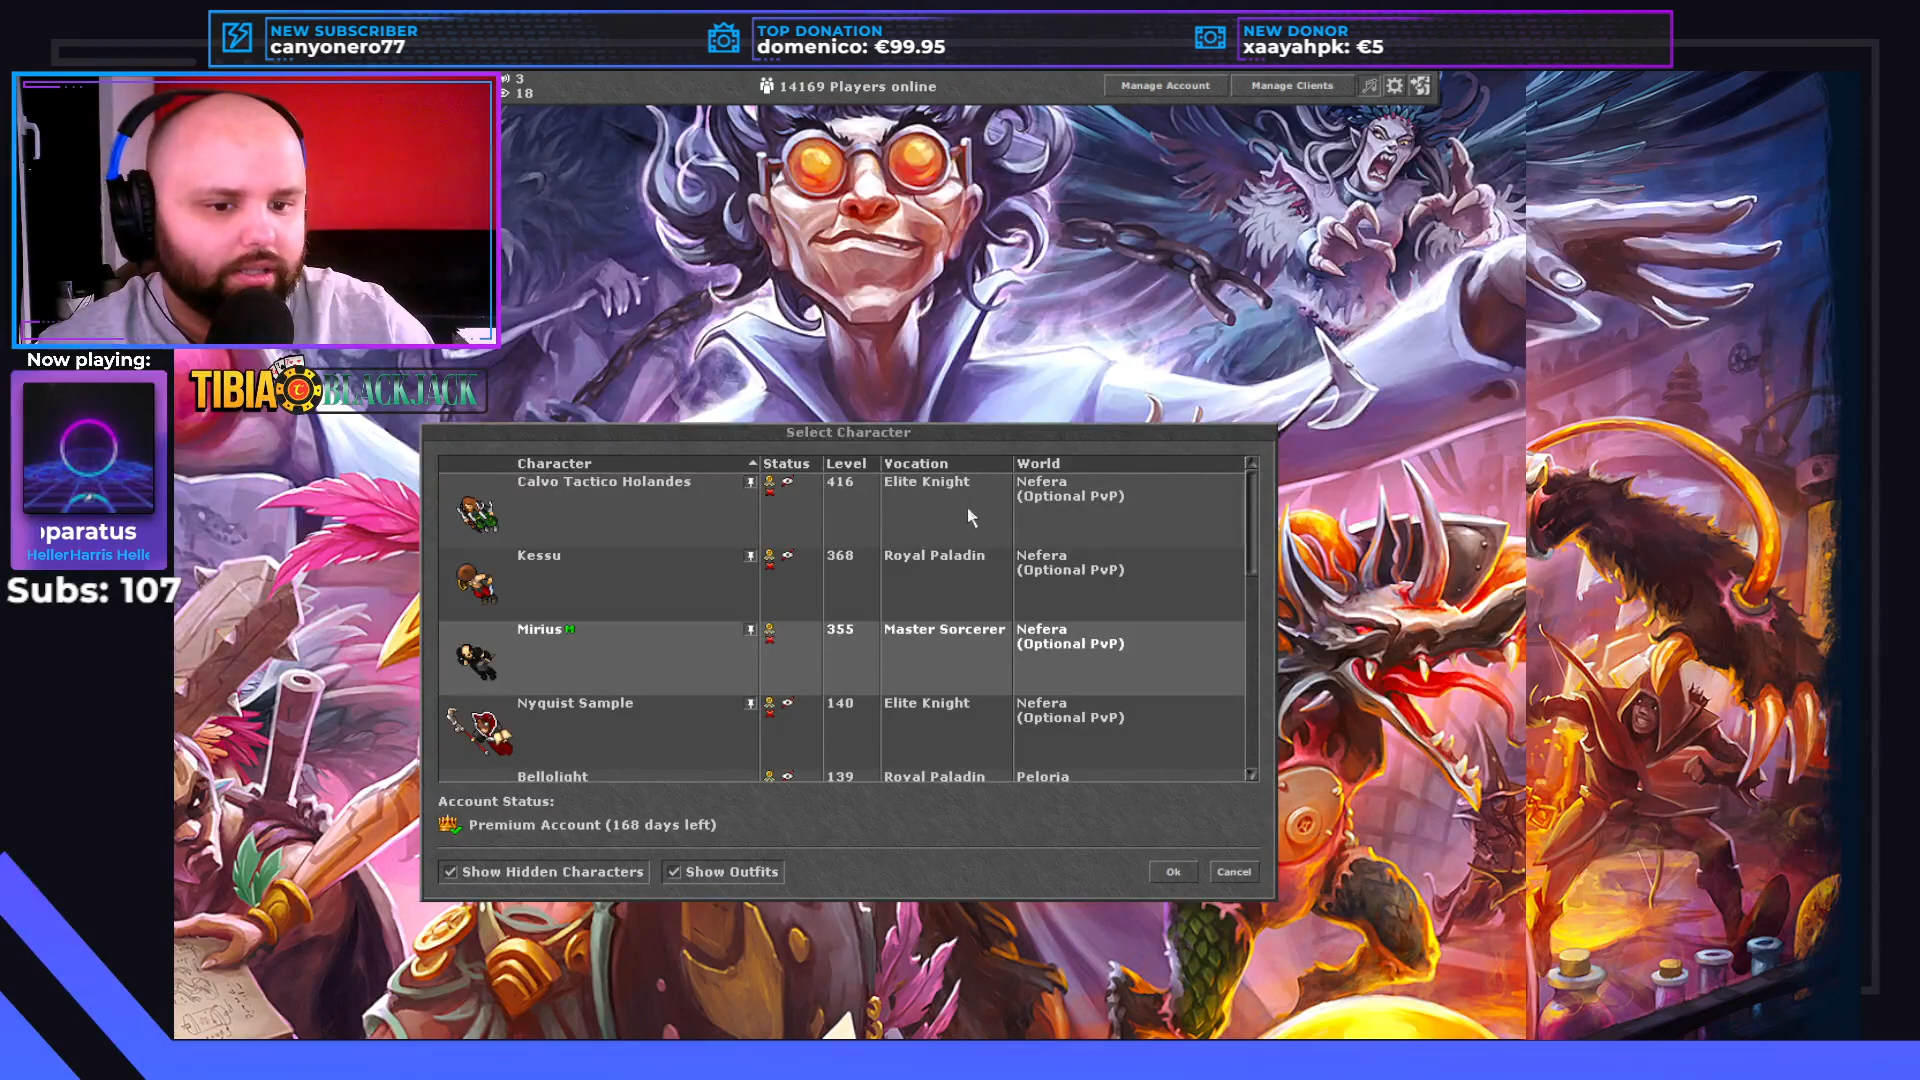 NEW SUBSCRIBER
canyonero77
TOP DONATION
domenico: €99.95
NEW DONOR
xaayahpk: €5
3
18
14169 Players online
Manage Account
Manage Clients
Now playing:
paratus
HellerHarris Helle
Subs: 107
TIBIA BLACKJACK
Select Character
Character Status Level Vocation World
Calvo Tactico Holandes 416 Elite Knight Nefera
(Optional PvP)
Kessu 368 Royal Paladin Nefera
(Optional PvP)
Mirius M 355 Master Sorcerer Nefera
(Optional PvP)
Nyquist Sample 140 Elite Knight Nefera
(Optional PvP)
Bellolight 139 Royal Paladin Peloria
Account Status:
Premium Account (168 days left)
Show Hidden Characters
Show Outfits
Ok
Cancel